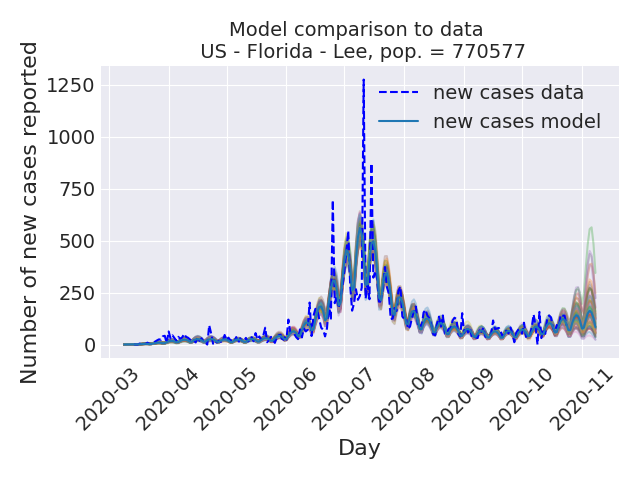 Model comparison to data
US - Florida - Lee, pop. = 770577
Number of new cases reported
1250
1000
750
500
250
0
new cases data
new cases model
2020-03
2020-04
2020-05
2020-06
2020-07
2020-08
2020-09
2020-10
2020-11
Day